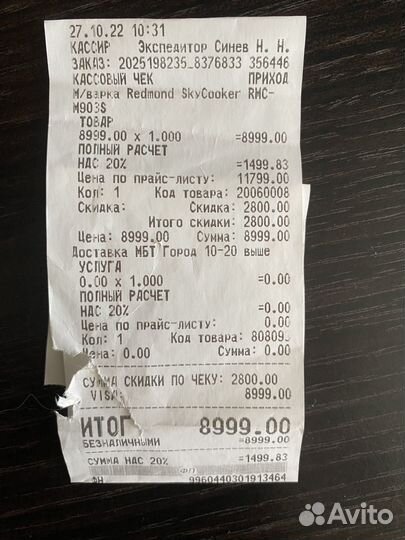 27.10.22 10:31
КАССИР Экспедитор Синев Н. Н.
ЗАКАЗ: 2025198235_8376833 356446
КАССОВЫЙ ЧЕК ПРИХОД
М/варка Redmond SkyCooker RMC-
M903S
ТОВАР
8999.00 x 1.000 =8999.00
ПОЛНЫЙ РАСЧЕТ
НДС 20% =1499.83
Цена по прайс-листу: 11799.00
Кол: 1 Код товара: 20060008
Скидка: Скидка: 2800.00
Итого скидки: 2800.00
Цена: 8999.00 Сумма: 8999.00
Доставка МБТ Город 10-20 выше
УСЛУГА
0.00 x 1.000 =0.00
ПОЛНЫЙ РАСЧЕТ
НДС 20% =0.00
Цена по прайс-листу: 0.00
Кол: 1 Код товара: 808093
Цена: 0.00 Сумма: 0.00
СУММА СКИДКИ ПО ЧЕКУ: 2800.00
VISA: 8999.00
ИТОГ 8999.00
БЕЗНАЛИЧНЫМИ =8999.00
СУММА НДС 20% =1499.83
ФП
ФН 9960440301913464
Avito